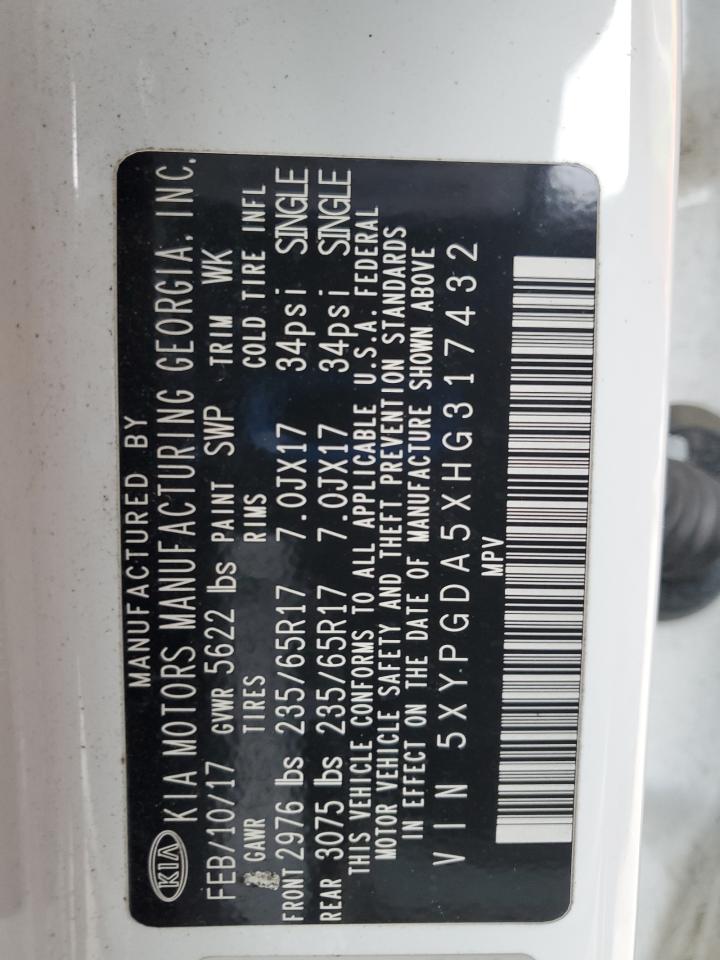 MANUFACTURED BY
KIA KIA MOTORS MANUFACTURING GEORGIA. INC.
FEB/10/17 GVWR 5622 lbs PAINT SWP TRIM WK
GAWR TIRES RIMS COLD TIRE INFL
FRONT 2976 lbs 235/65R17 7.0JX17 34psi SINGLE
REAR 3075 lbs 235/65R17 7.0JX17 34psi SINGLE
THIS VEHICLE CONFORMS TO ALL APPLICABLE U.S.A. FEDERAL
MOTOR VEHICLE SAFETY AND THEFT PREVENTION STANDARDS
IN EFFECT ON THE DATE OF MANUFACTURE SHOWN ABOVE
VIN 5XYPGDA5XHG317432
MPV